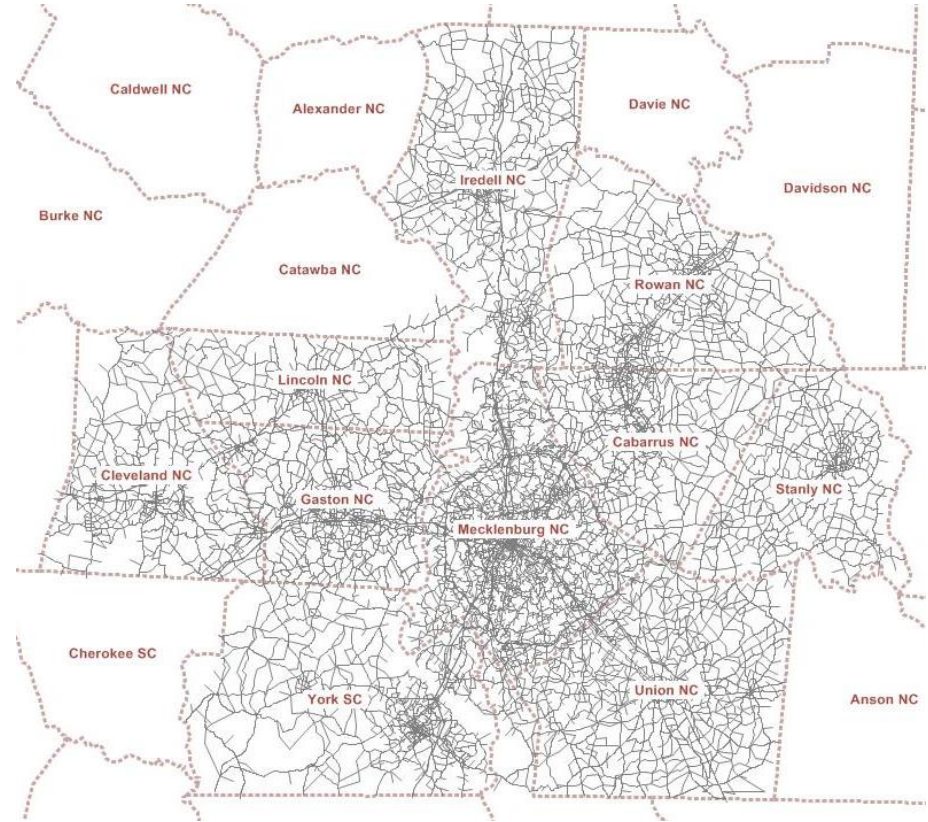 Caldwell NC
Alexander NC
Davie NC
Iredell NC
Davidson NC
Burke NC
Catawba NC
Rowan NC
Lincoln NC
Cabarrus NC
Cleveland NC
Gaston NC
Stanly NC
Mecklenburg NC
Cherokee SC
York SC
Union NC
Anson NC